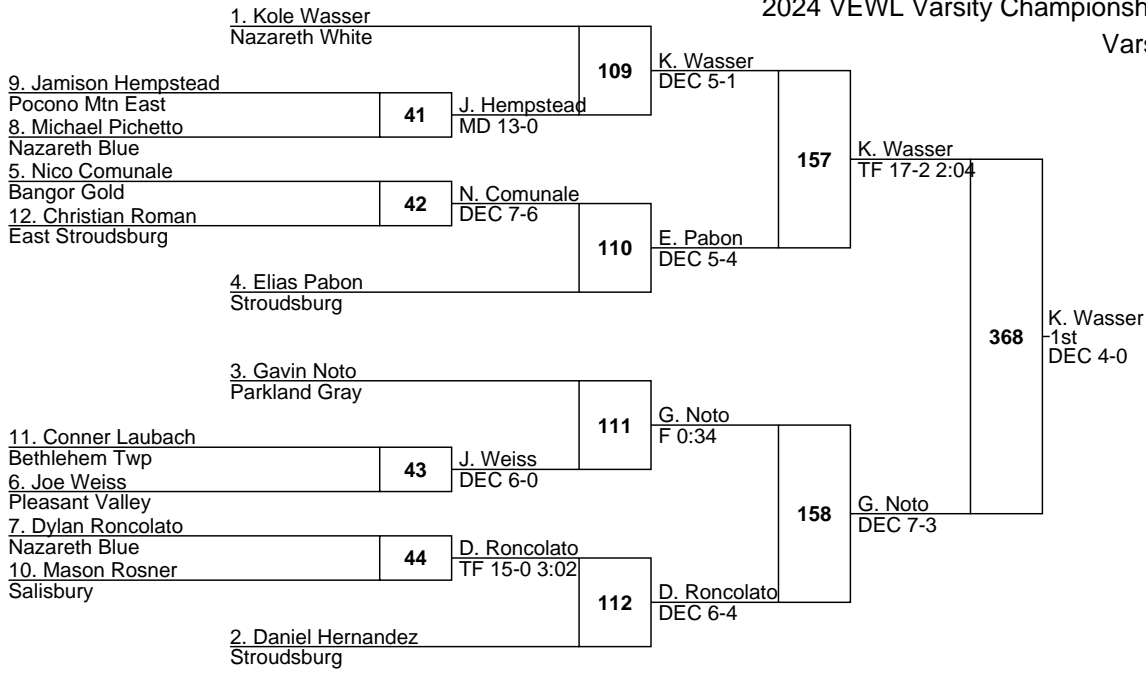 2024 VEWL Varsity Championsh
Vars
1. Kole Wasser
Nazareth White
109
K. Wasser
DEC 5-1
9. Jamison Hempstead
Pocono Mtn East
41
J. Hempstead
MD 13-0
8. Michael Pichetto
Nazareth Blue
157
K. Wasser
TF 17-2 2:04
5. Nico Comunale
Bangor Gold
42
N. Comunale
DEC 7-6
12. Christian Roman
East Stroudsburg
110
E. Pabon
DEC 5-4
4. Elias Pabon
Stroudsburg
368
K. Wasser
1st
DEC 4-0
3. Gavin Noto
Parkland Gray
111
G. Noto
F 0:34
11. Conner Laubach
Bethlehem Twp
43
J. Weiss
DEC 6-0
6. Joe Weiss
Pleasant Valley
158
G. Noto
DEC 7-3
7. Dylan Roncolato
Nazareth Blue
44
D. Roncolato
TF 15-0 3:02
10. Mason Rosner
Salisbury
112
D. Roncolato
DEC 6-4
2. Daniel Hernandez
Stroudsburg